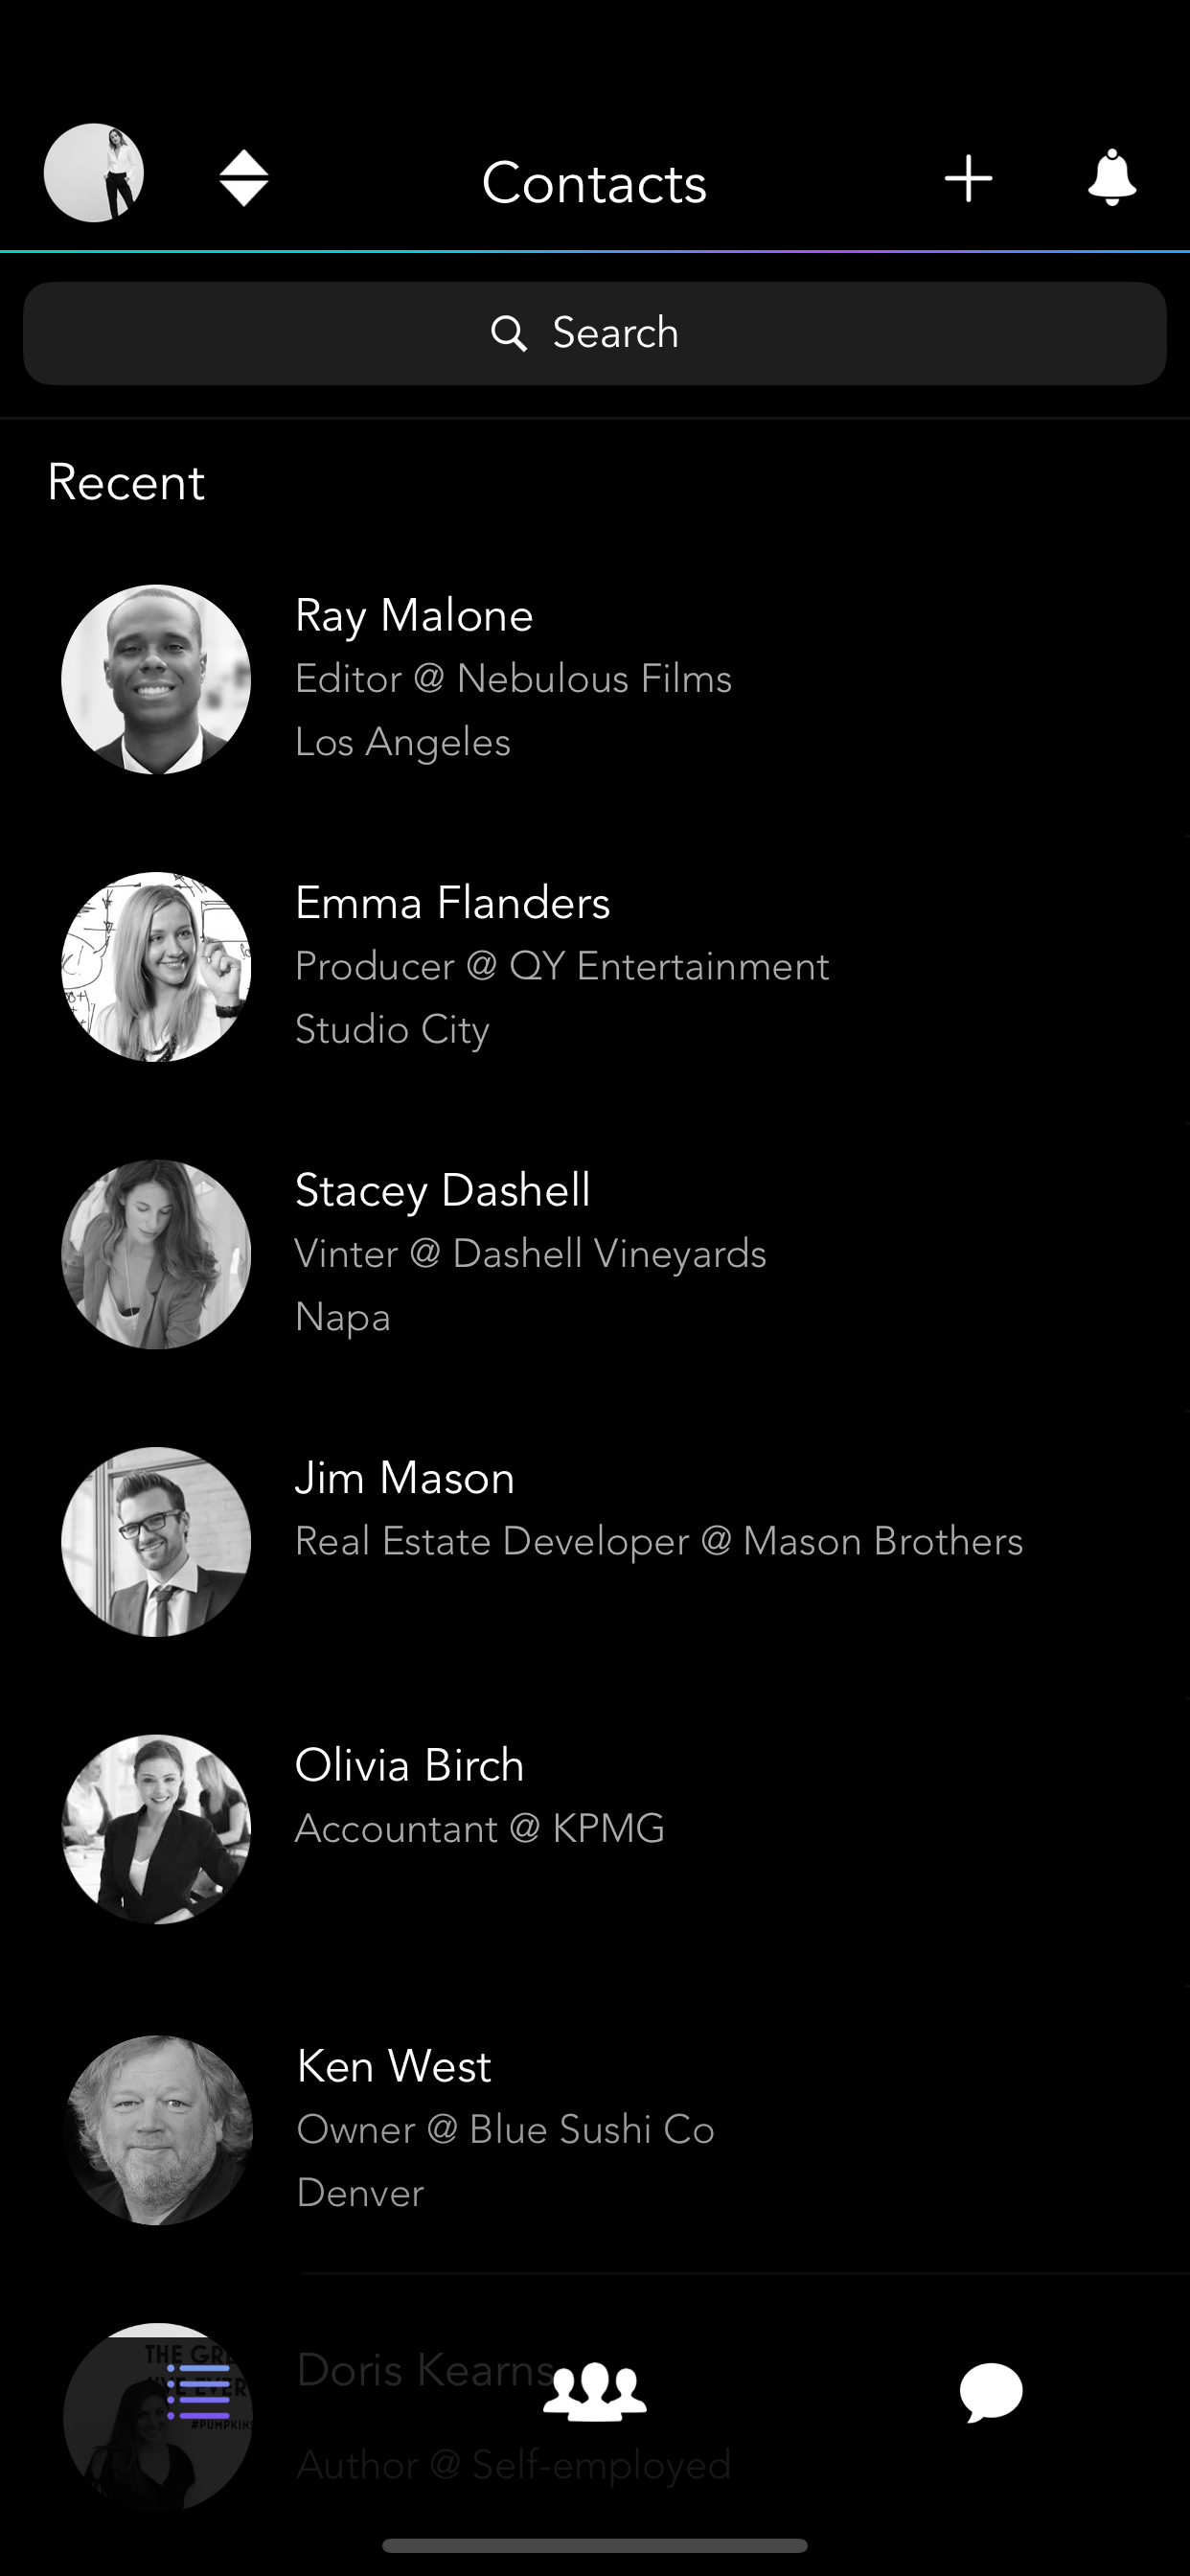 Contacts
Search
Recent
Ray Malone
Editor @ Nebulous Films
Los Angeles
Emma Flanders
Producer @ QY Entertainment
Studio City
Stacey Dashell
Vinter @ Dashell Vineyards
Napa
Jim Mason
Real Estate Developer @ Mason Brothers
Olivia Birch
Accountant @ KPMG
Ken West
Owner @ Blue Sushi Co
Denver
THE
Doris Kearns
Author @ Self-employed